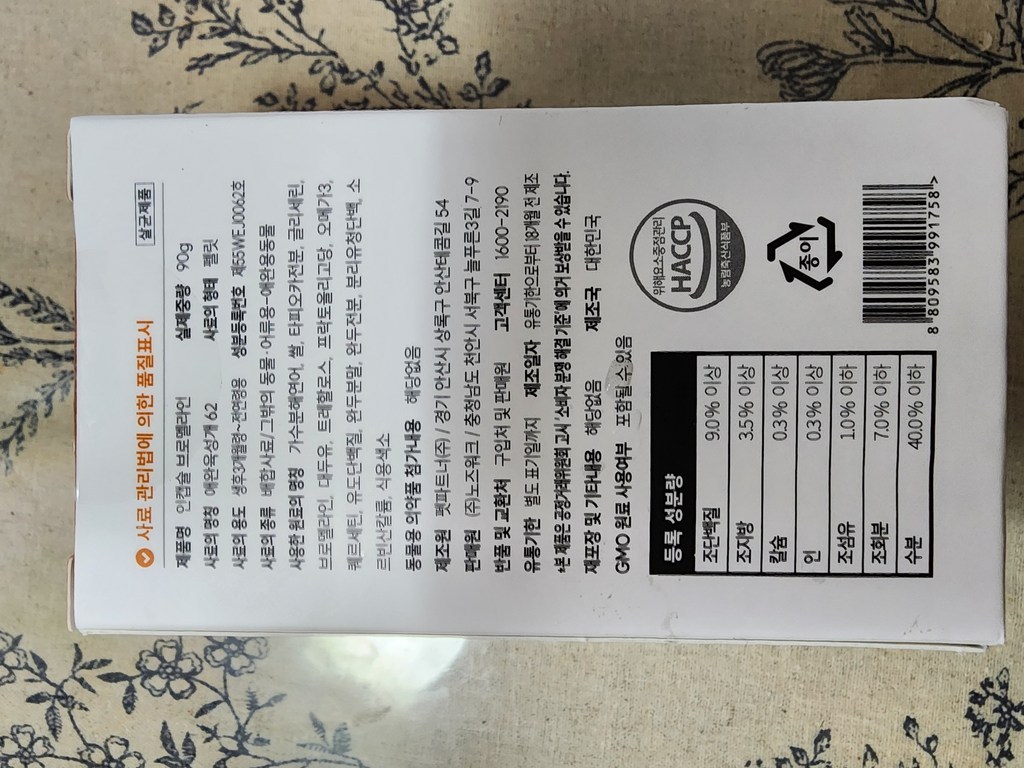 살균제품
사료 관리법에 의한 품질표시
제품명 인캡슐 브로멜라인 실제중량 90g
사료의 명칭 애완육성개 62 사료의 형태 펠릿
사료의 용도 생후3개월령~전연령용 성분등록번호 제55WEJ0062호
사료의 종류 배합사료/그밖의 동물·어류용-애완용동물
사용한 원료의 명칭 가수분해연어, 쌀, 타피오카전분, 글리세린,
브로멜라인, 대두유, 트레할로스, 프락토올리고당, 오메가3,
퀘르세틴, 유도단백질, 완두분말, 완두전분, 분리유청단백, 소
르빈산칼륨, 식용색소
동물용 의약품 첨가내용 해당없음
제조원 펫파트너(주) / 경기 안산시 상록구 안산대콤길 54
판매원 (주)노즈워크 / 충청남도 천안시 서북구 늘푸른3길 7-9
반품 및 교환처 구입처 및 판매원 고객센터 1600-2190
유통기한 별도 표기일까지 제조일자 유통기한으로부터 18개월 전 제조
*본 제품은 공정거래위원회 고시 '소비자 분쟁 해결 기준'에 의거 보상받을 수 있습니다.
재포장 및 기타내용 해당없음 제조국 대한민국
GMO 원료 사용여부 포함될 수 있음
등록 성분량
조단백질 9.0% 이상
조지방 3.5% 이상
칼슘 0.3% 이상
인 0.3% 이상
조섬유 1.0% 이하
조회분 7.0% 이하
수분 40.0% 이하
위해요소중점관리
HACCP
농림축산식품부
종이
8 809583 991758 >